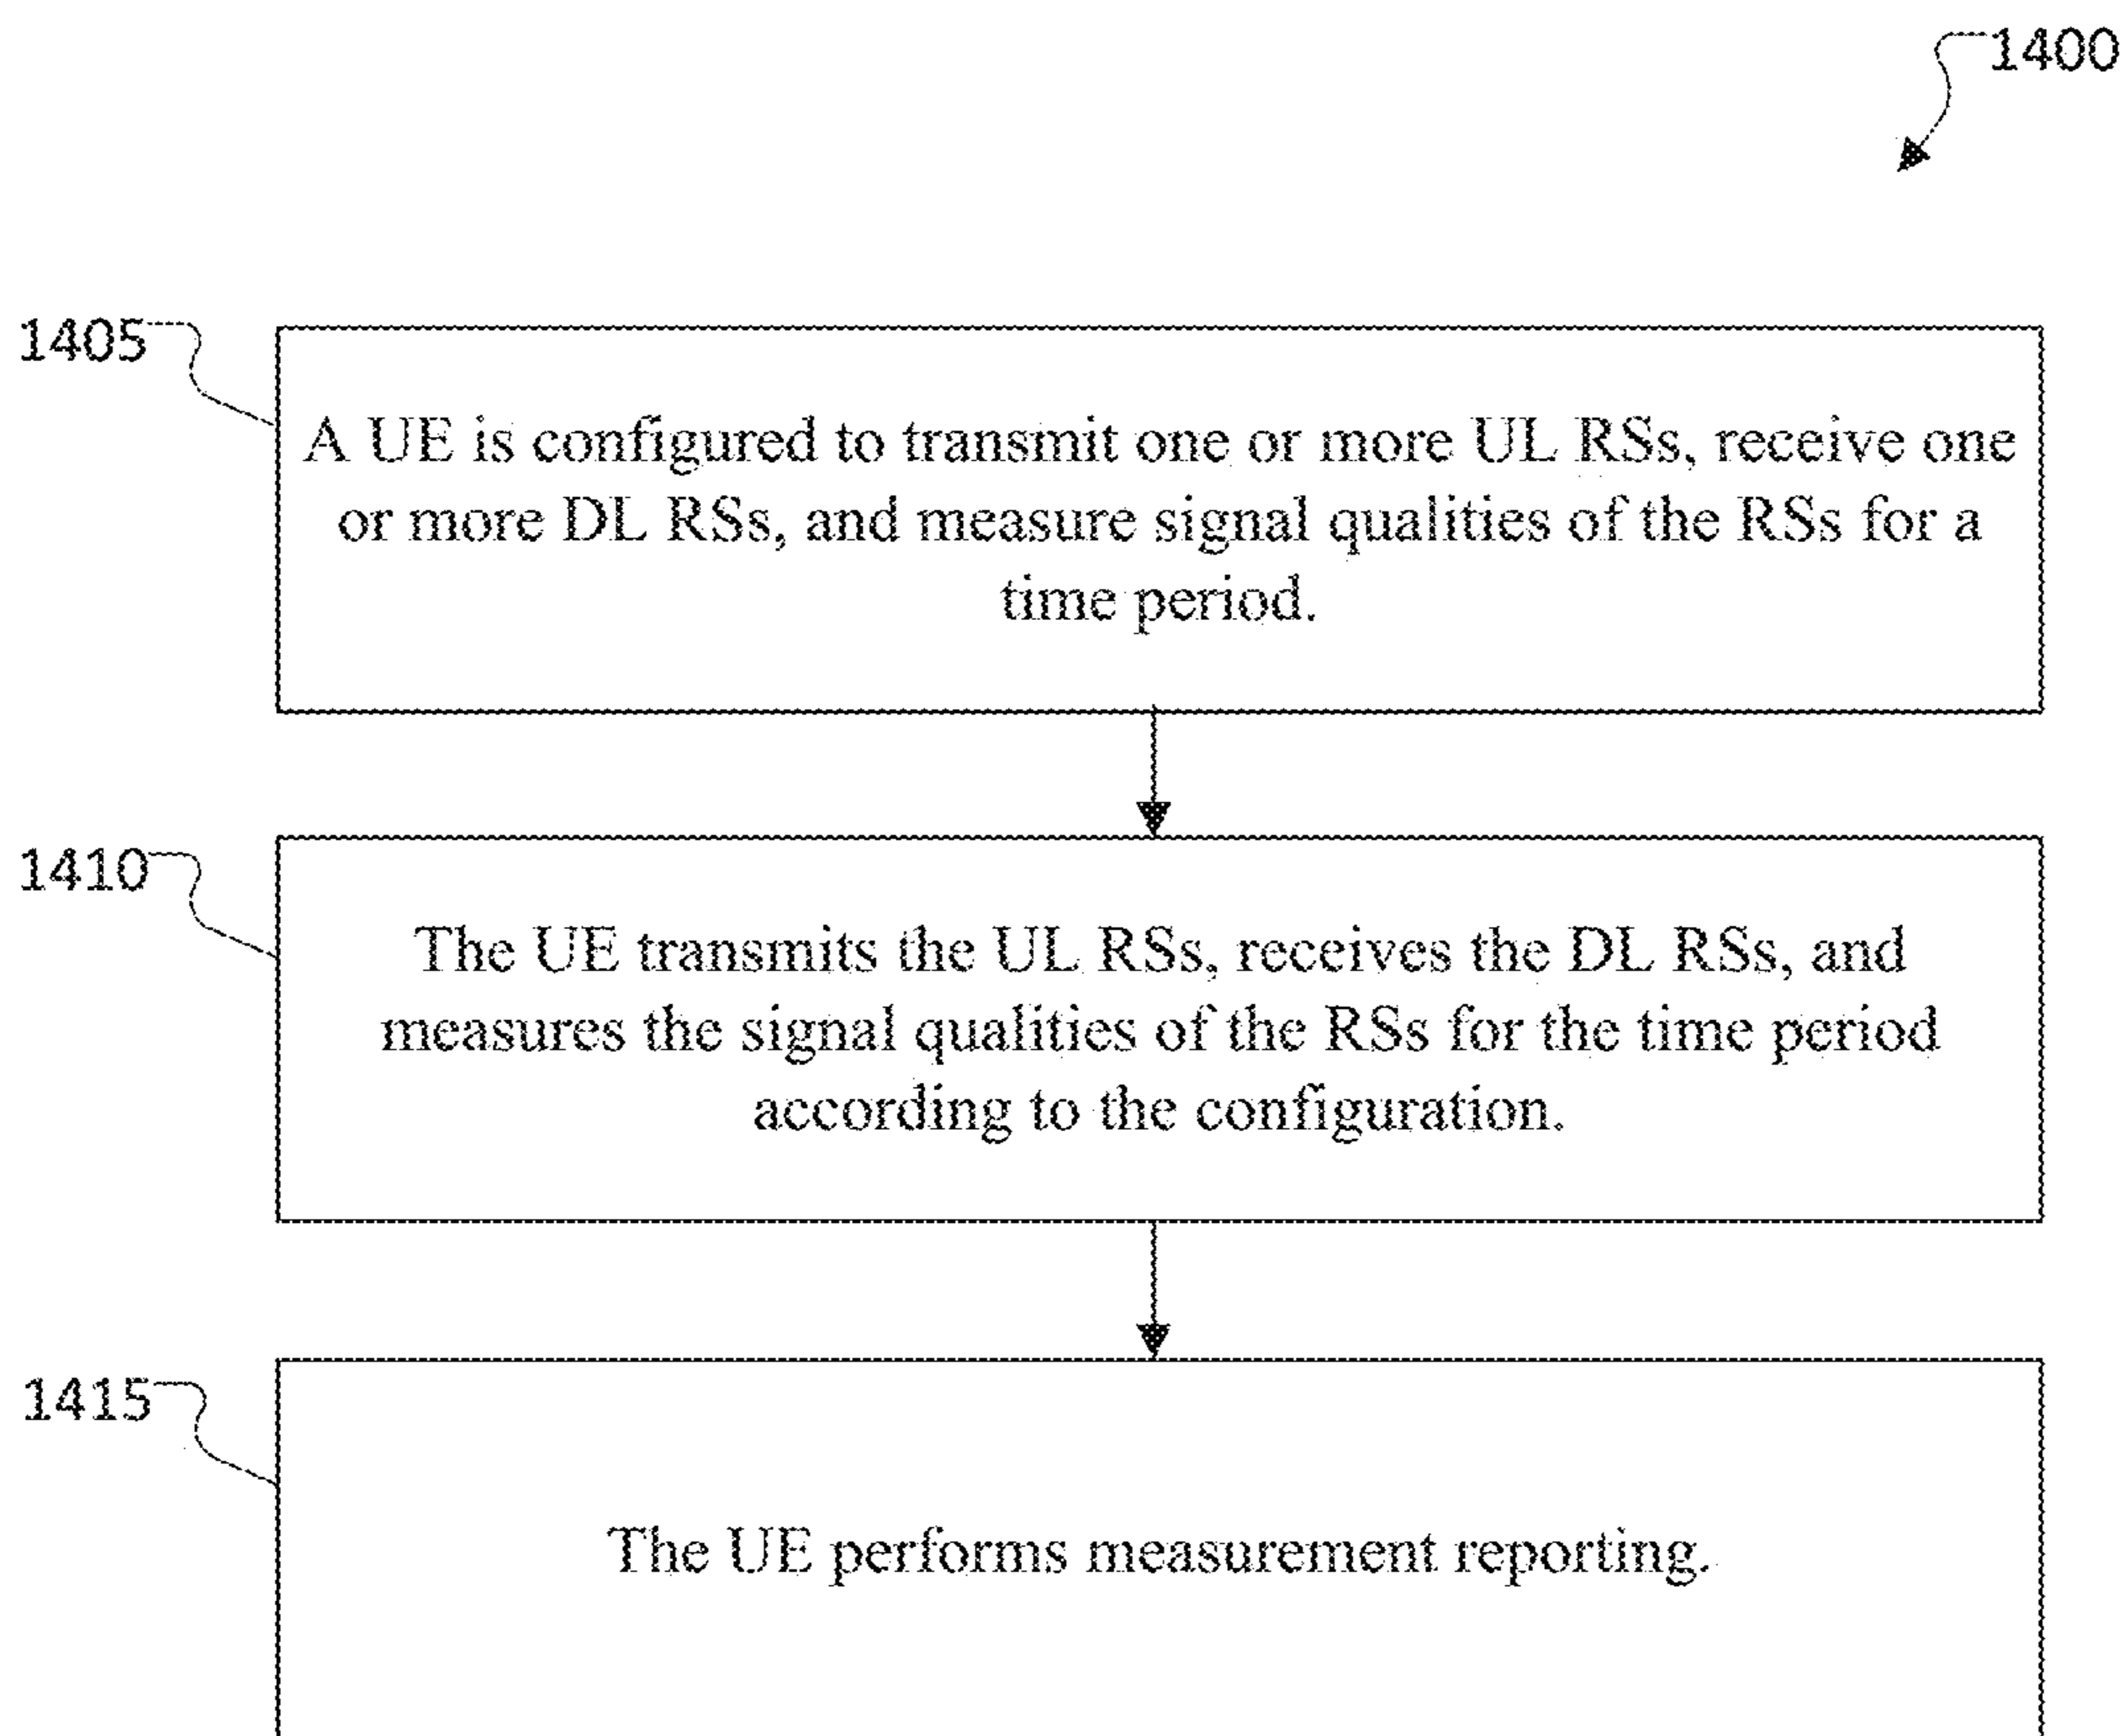 1400
1405
A UE is configured to transmit one or more UL RSs, receive one
or more DL RSs, and measure signal qualities of the RSs for a
time period.
1410
The UE transmits the UL RSs, receives the DL RSs, and
measures the signal qualities of the RSs for the time period
according to the configuration.
1415
The UE performs measurement reporting.